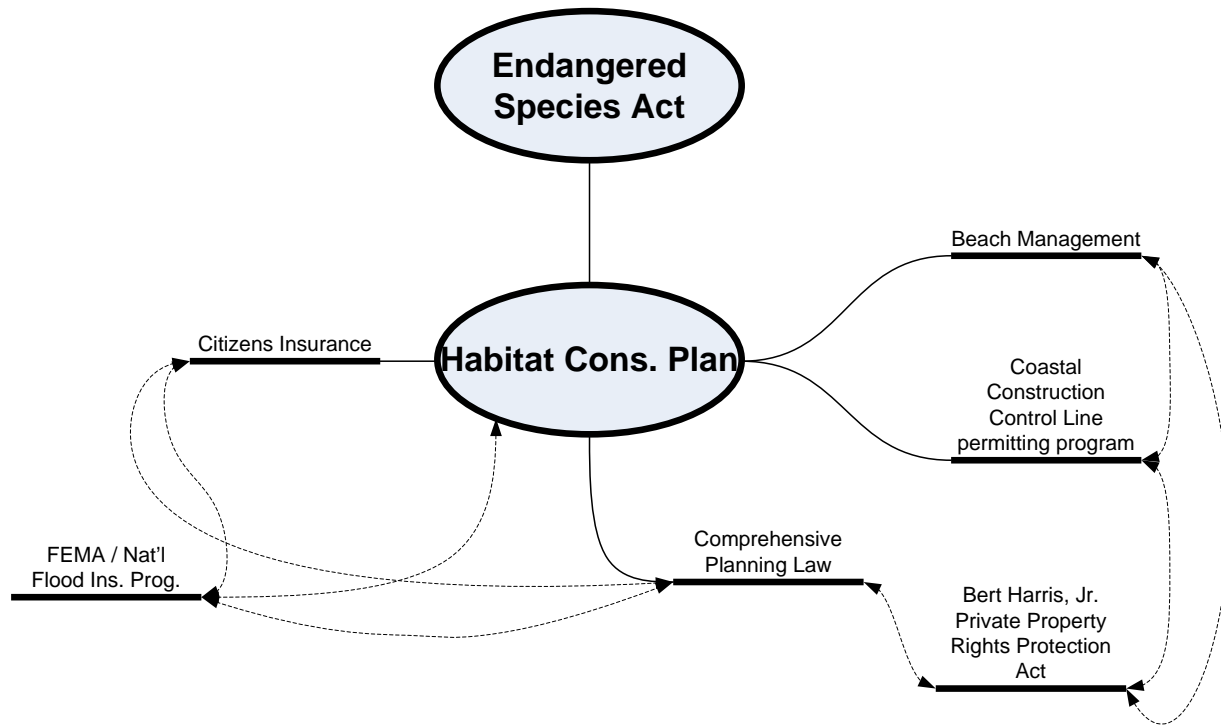 Endangered
Species Act
Beach Management
Citizens Insurance
Habitat Cons. Plan
Coastal
Construction
Control Line
permitting program
FEMA / Nat'l
Flood Ins. Prog.
Comprehensive
Planning Law
Bert Harris, Jr.
Private Property
Rights Protection
Act